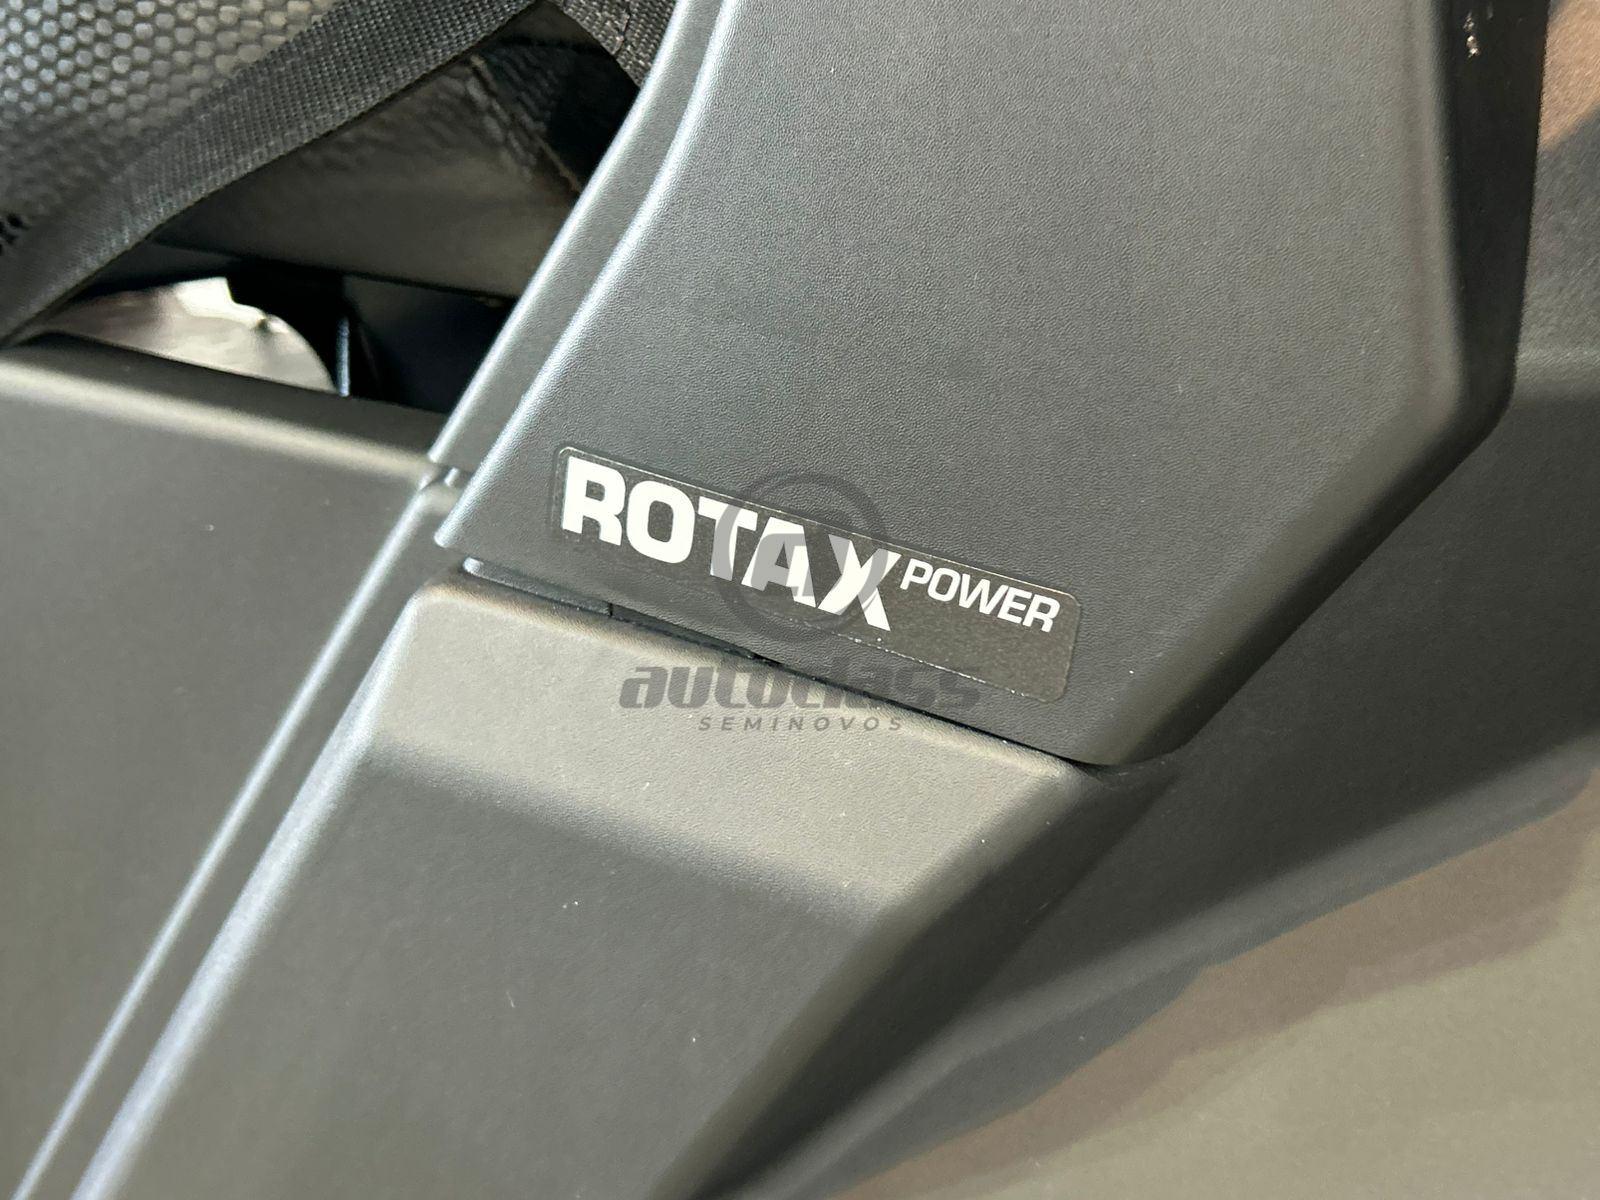 ROTAX POWER
autoclass
SEMINOVOS